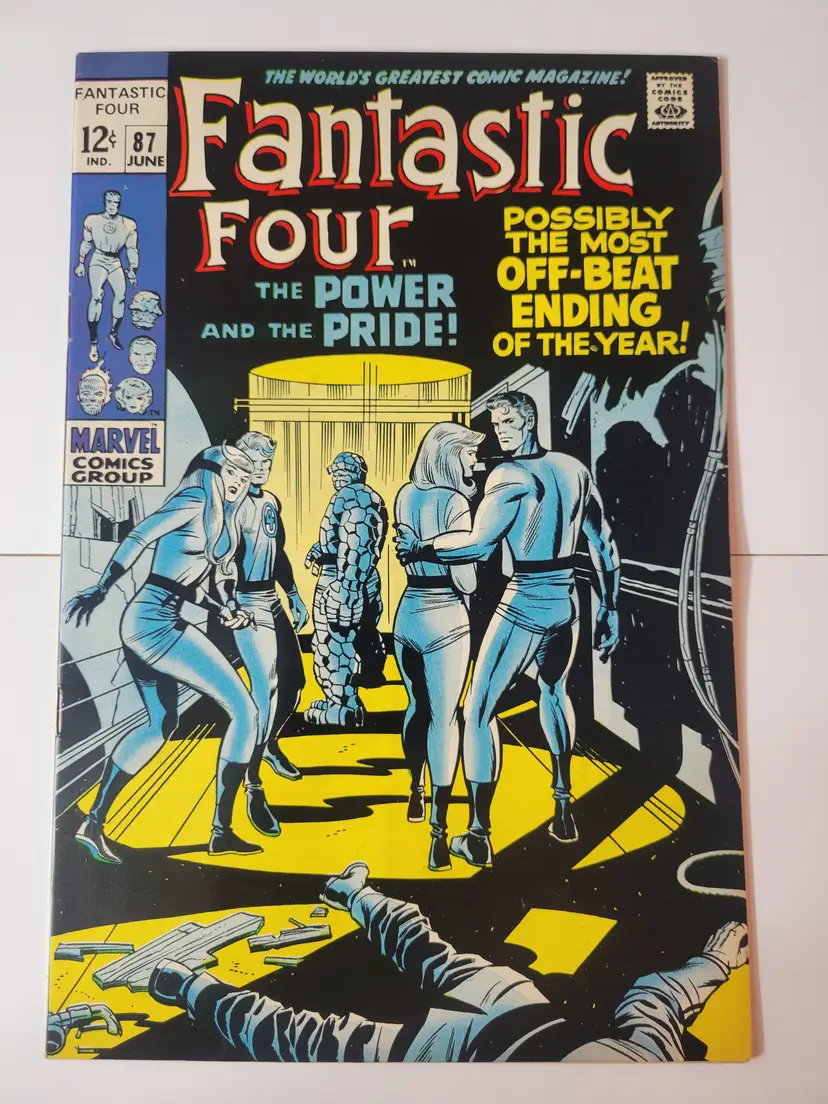 THE WORLD'S GREATEST COMIC MAGAZINE!
FANTASTIC
FOUR
12¢
IND.
87
JUNE
APPROVED
BY THE
COMICS
CODE
AUTHORITY
Fantastic
Four
TM
THE POWER
AND THE PRIDE!
POSSIBLY
THE MOST
OFF-BEAT
ENDING
OF THE YEAR!
MARVEL
COMICS
GROUP